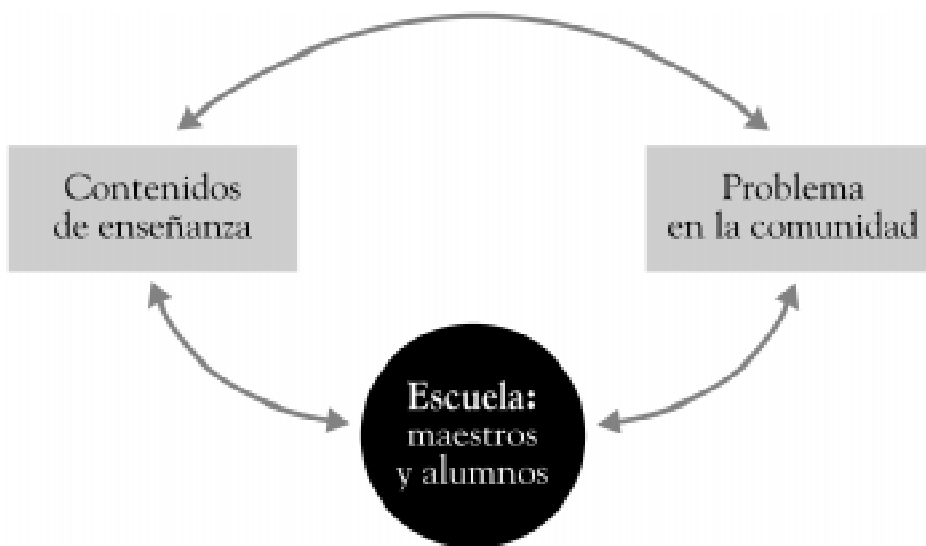 Contenidos
de enseñanza
Problema
en la comunidad
Escuela:
maestros
y alumnos